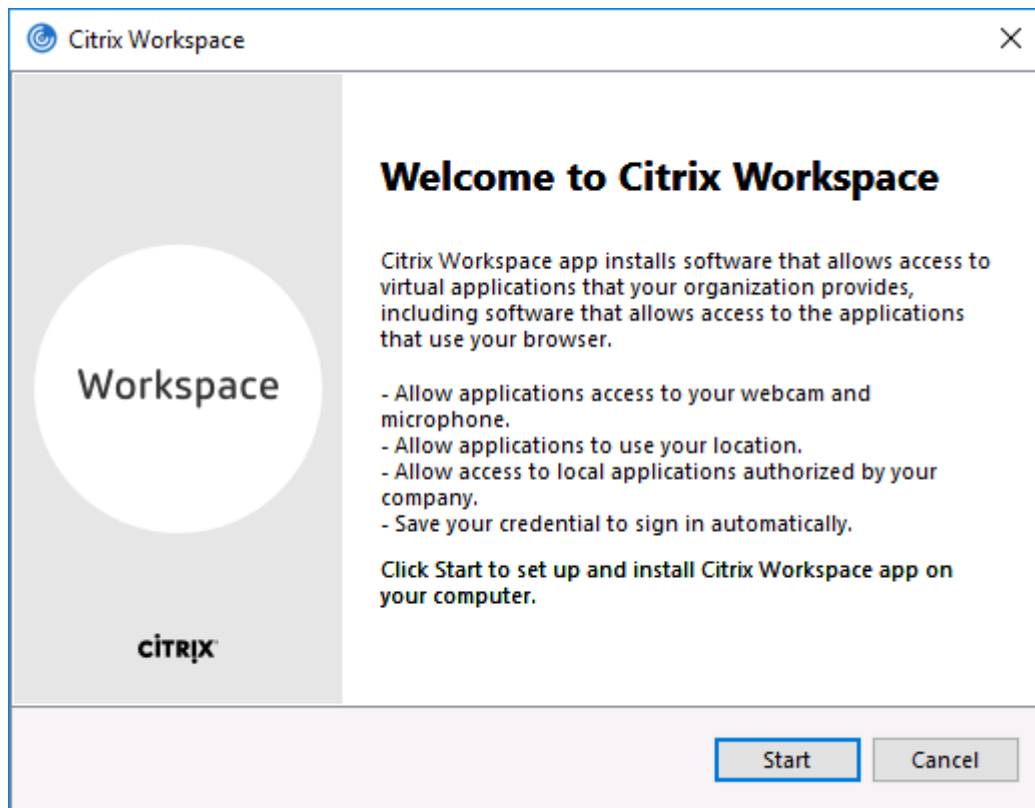 Citrix Workspace
Welcome to Citrix Workspace
Citrix Workspace app installs software that allows access to
virtual applications that your organization provides,
including software that allows access to the applications
that use your browser.
- Allow applications access to your webcam and
microphone.
- Allow applications to use your location.
- Allow access to local applications authorized by your
company.
- Save your credential to sign in automatically.
Click Start to set up and install Citrix Workspace app on
your computer.
Workspace
CİTRIX
Start
Cancel